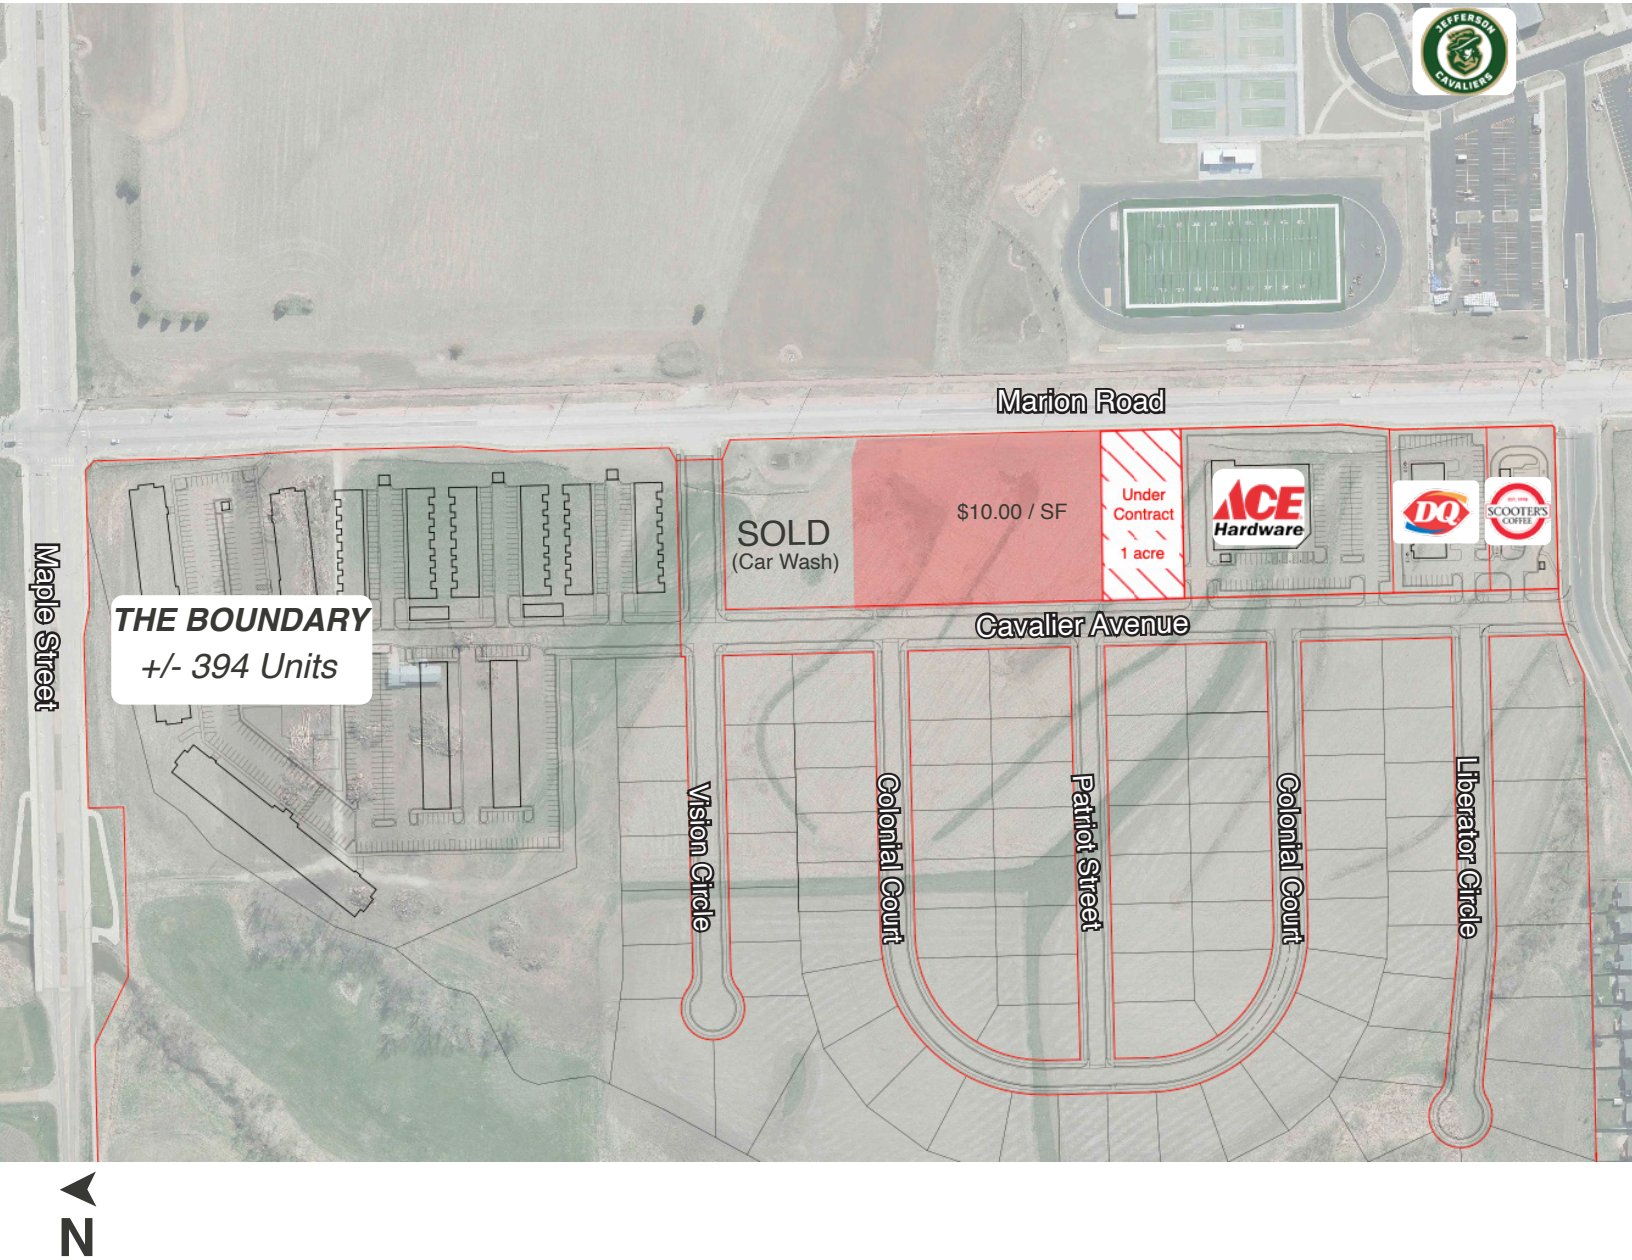 JEFFERSON
CAVALIERS
Marion Road
$10.00 / SF
Under
Contract
1 acre
SOLD
(Car Wash)
ACE
Hardware
DQ
SCOOTER'S
COFFEE
Maple Street
THE BOUNDARY
+/- 394 Units
Cavalier Avenue
Vision Circle
Colonial Court
Patriot Street
Colonial Court
Liberator Circle
N